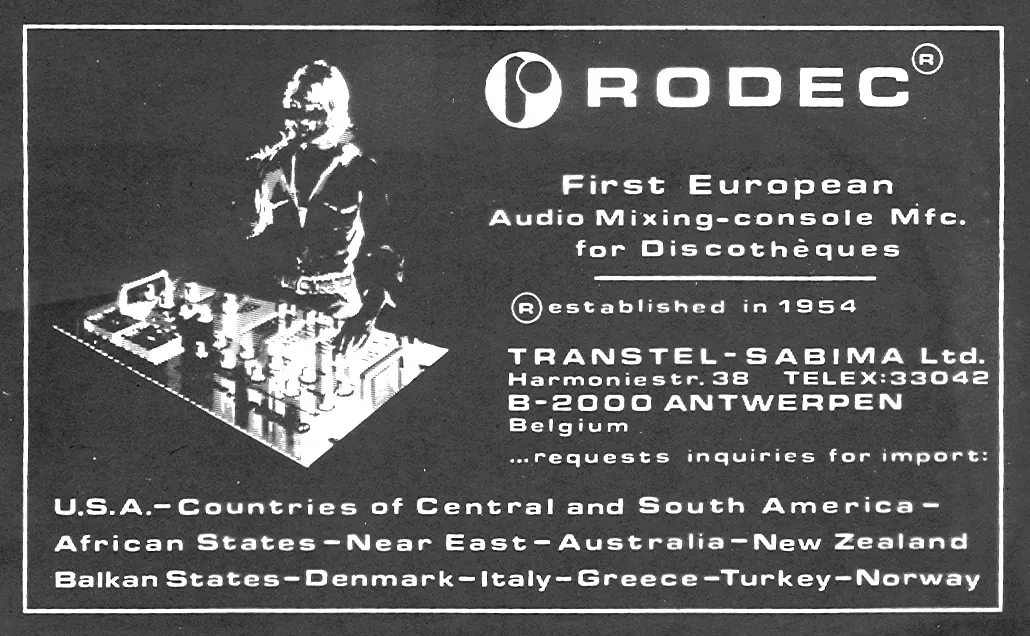 RODEC®
First European
Audio Mixing-console Mfc.
for Discothèques
® established in 1954
TRANSTEL-SABIMA Ltd.
Harmoniestr. 38 TELEX:33042
B-2000 ANTWERPEN
Belgium
...requests inquiries for import:
U.S.A.-Countries of Central and South America-
African States-Near East-Australia-New Zealand
Balkan States-Denmark-Italy-Greece-Turkey-Norway